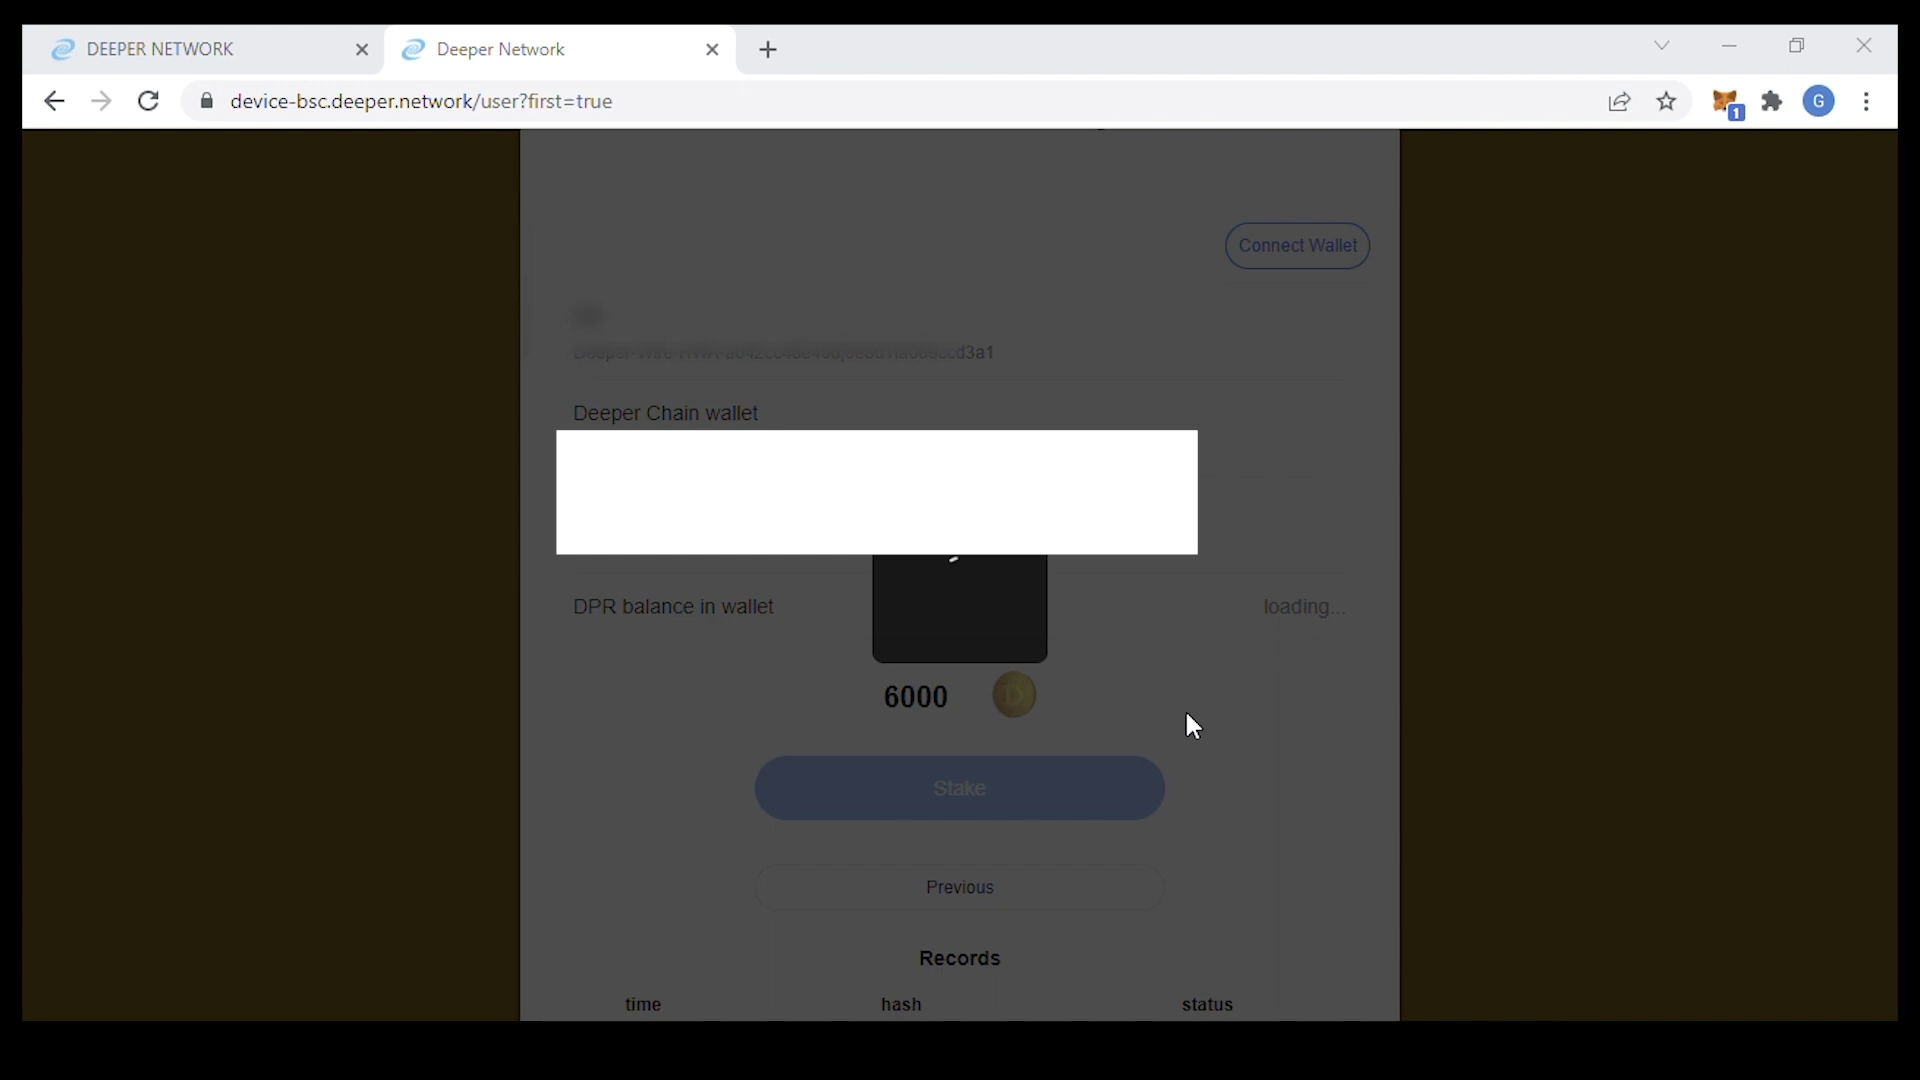 DEEPER NETWORK
Deeper Network
device-bsc.deeper.network/user?first=true
1
G
Connect Wallet
d3a1
Deeper Chain wallet
DPR balance in wallet
loading...
6000
D
Stake
Previous
Records
time hash status